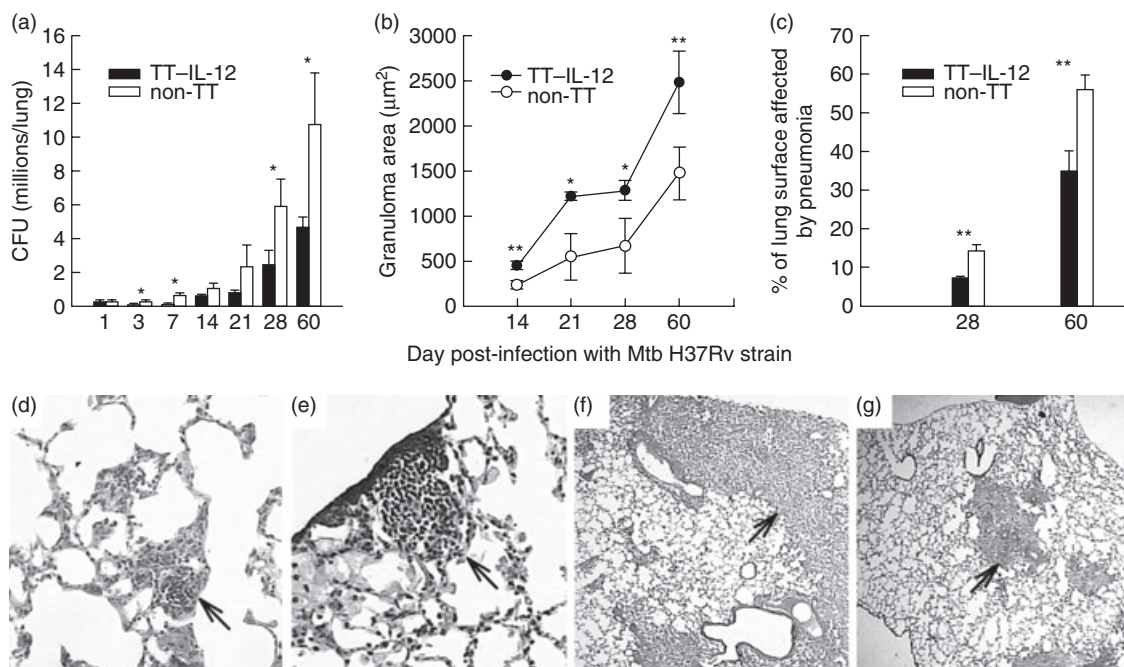 (a)
16
14
12
10
8
6
4
2
0
CFU (millions/lung)
TT–IL-12
non-TT
* * * *
1 3 7 14 21 28 60
(b)
3000
2500
2000
1500
1000
500
0
Granuloma area (µm²)
TT–IL-12
non-TT
** * * **
14 21 28 60
(c)
70
60
50
40
30
20
10
0
% of lung surface affected
by pneumonia
TT–IL-12
non-TT
** **
28 60
Day post-infection with Mtb H37Rv strain
(d)
(e)
(f)
(g)